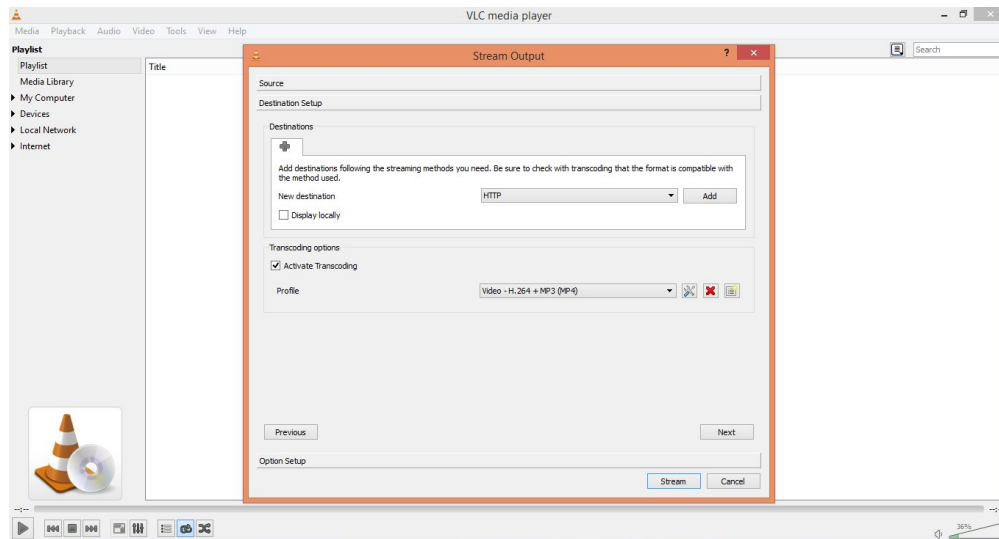 VLC media player
Media Playback Audio Video Tools View Help
Playlist
Search
Playlist
Media Library
My Computer
Devices
Local Network
Internet
Title
Stream Output
?
Source
Destination Setup
Destinations
Add destinations following the streaming methods you need. Be sure to check with transcoding that the format is compatible with
the method used.
New destination HTTP Add
Display locally
Transcoding options
Activate Transcoding
Profile Video - H.264 + MP3 (MP4)
Previous Next
Option Setup
Stream Cancel
--:-- --:
36%